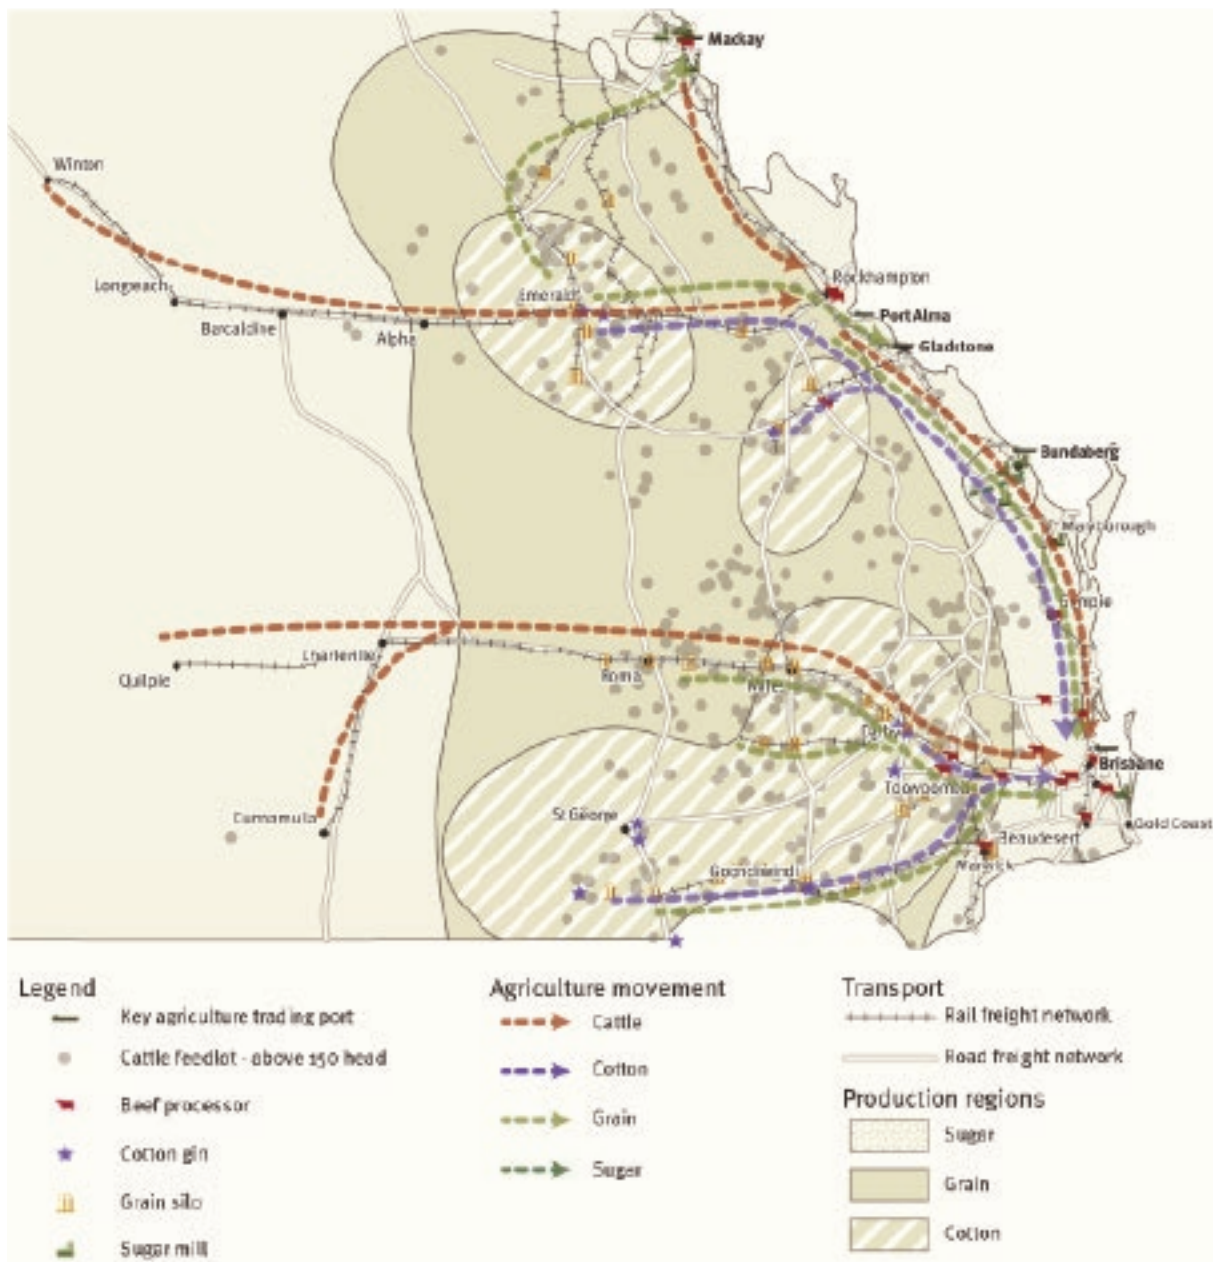 Mackay
Winton
Longreach
Rockhampton
Emerald
Port Alma
Barcaldine
Alpha
Gladstone
Bundaberg
Maryborough
Gympie
Charleville
Quilpie
Roma
Miles
Dalby
Brisbane
Toowoomba
Cunnamulla
St George
Gold Coast
Beaudesert
Warwick
Goondiwindi
Legend
Key agriculture trading port
Cattle feedlot - above 150 head
Beef processor
Cotton gin
Grain silo
Sugar mill
Agriculture movement
Cattle
Cotton
Grain
Sugar
Transport
Rail freight network
Road freight network
Production regions
Sugar
Grain
Cotton